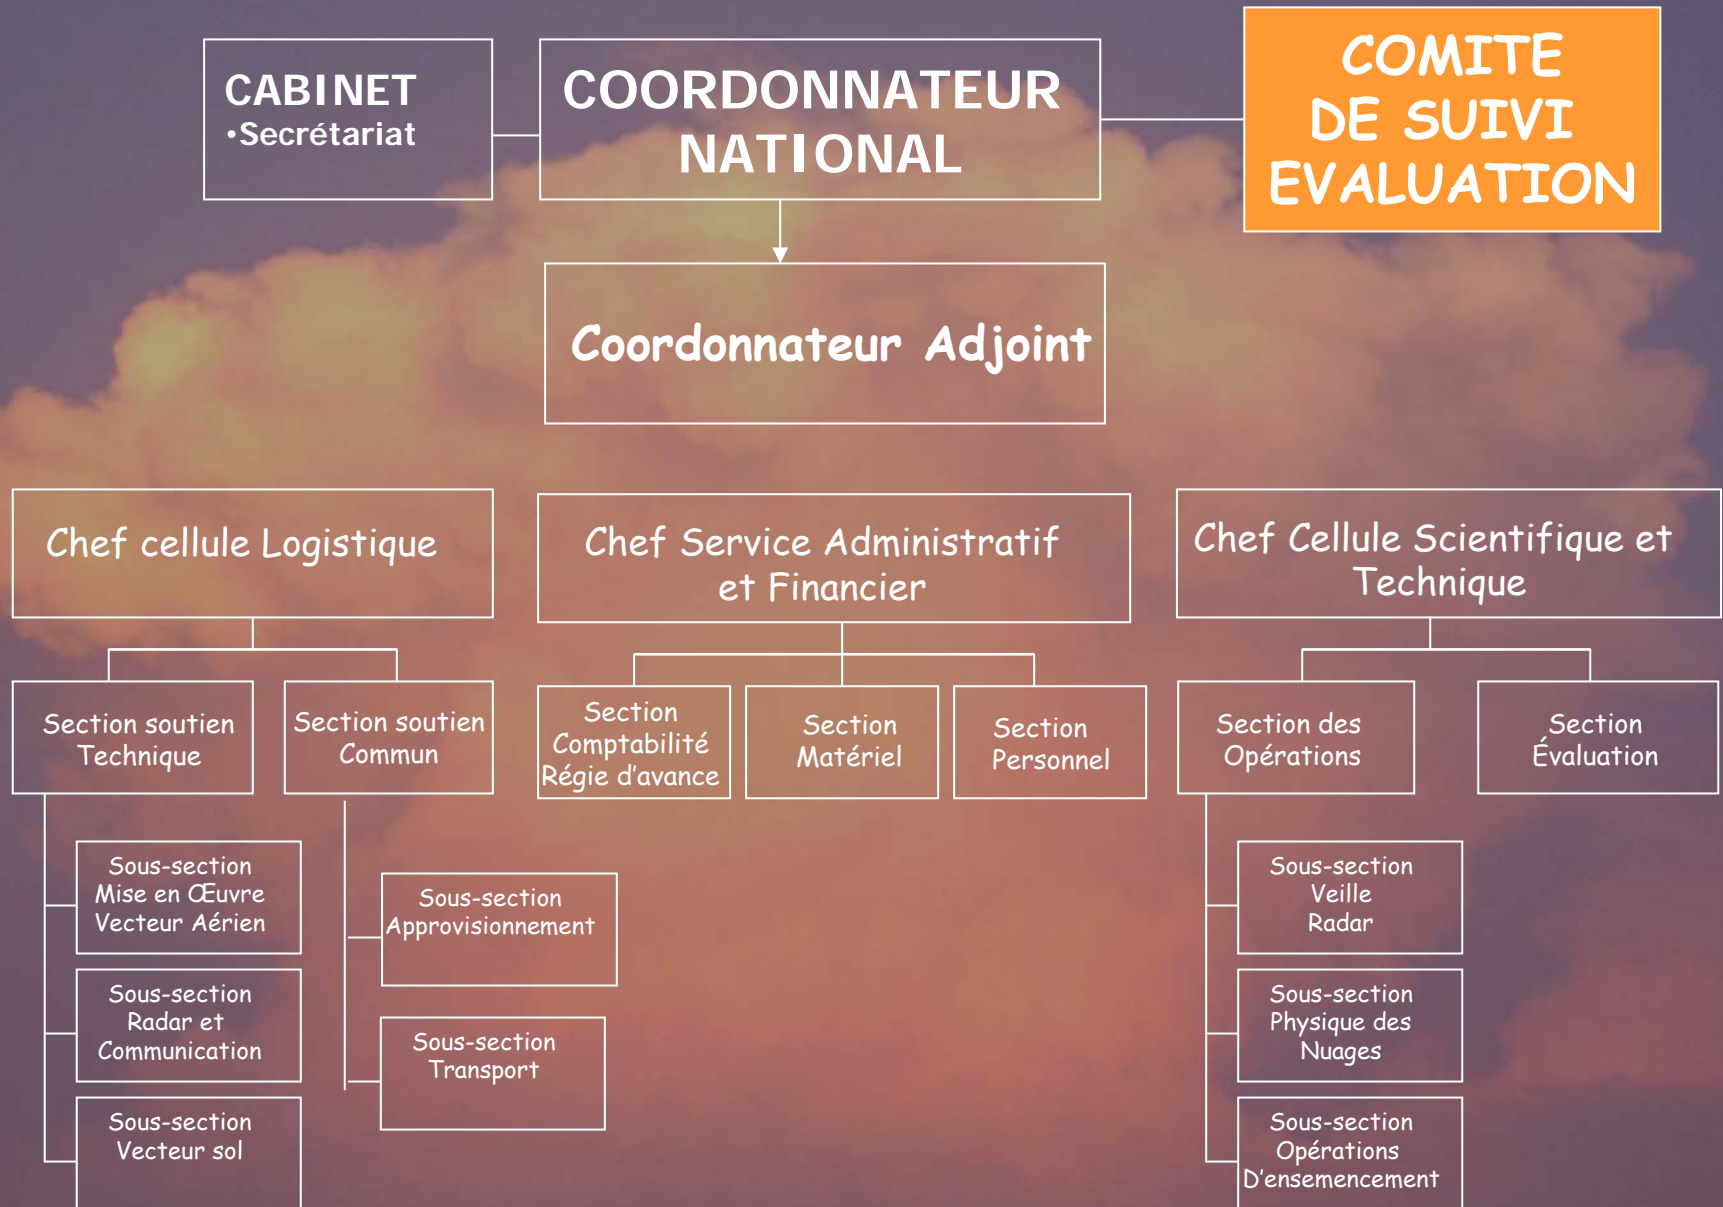 CABINET
•Secrétariat
COORDONNATEUR
NATIONAL
COMITE
DE SUIVI
EVALUATION
Coordonnateur Adjoint
Chef cellule Logistique
Chef Service Administratif
et Financier
Chef Cellule Scientifique et
Technique
Section soutien
Technique
Section soutien
Commun
Section
Comptabilité
Régie d'avance
Section
Matériel
Section
Personnel
Section des
Opérations
Section
Évaluation
Sous-section
Mise en Œuvre
Vecteur Aérien
Sous-section
Radar et
Communication
Sous-section
Vecteur sol
Sous-section
Approvisionnement
Sous-section
Transport
Sous-section
Veille
Radar
Sous-section
Physique des
Nuages
Sous-section
Opérations
D'ensemencement